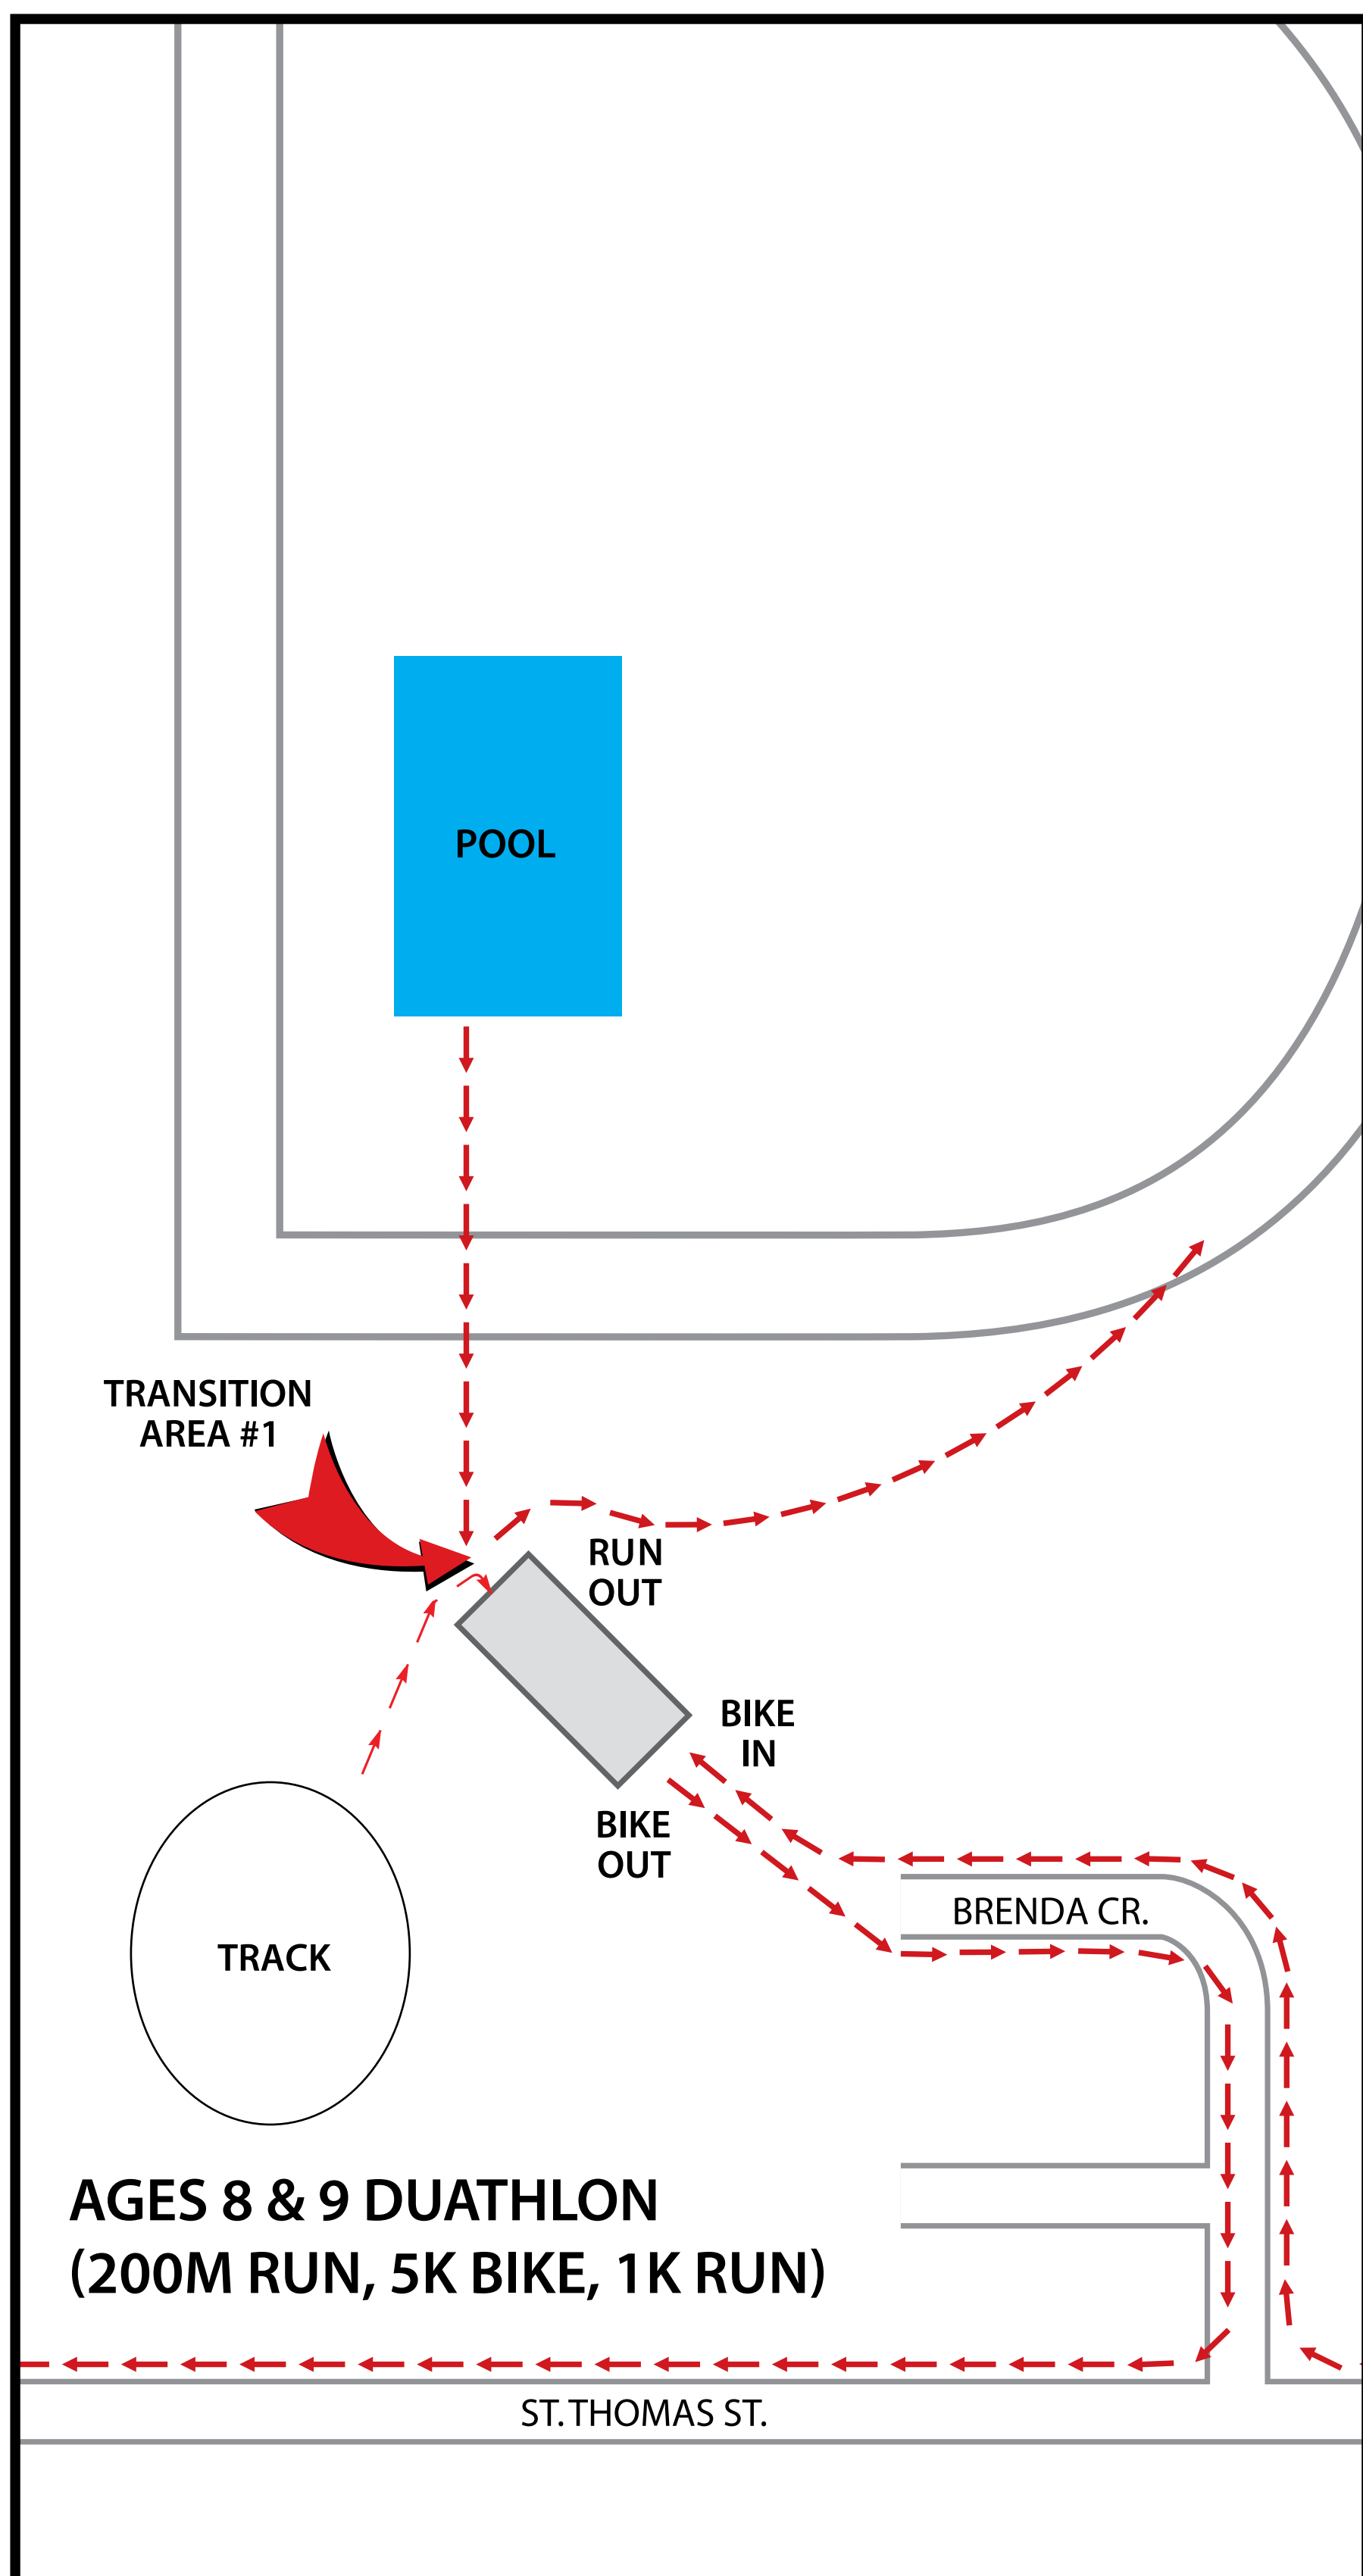 POOL
TRANSITION
AREA #1
RUN
OUT
BIKE
IN
BIKE
OUT
BRENDA CR.
TRACK
AGES 8 & 9 DUATHLON
(200M RUN, 5K BIKE, 1K RUN)
ST. THOMAS ST.